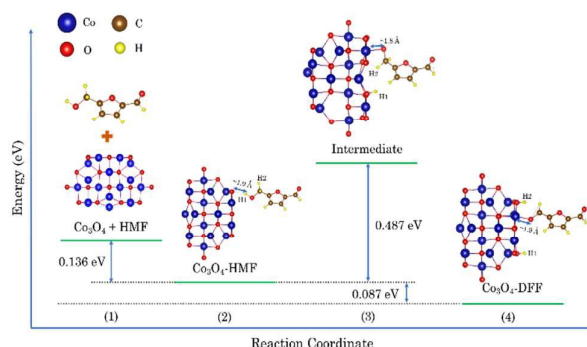 Co
C
O
H
~1.8 Å
H2
H1
Intermediate
~1.9 Å
H2
H1
H2
~1.9 Å
H1
Co₃O₄ + HMF
Co₃O₄-HMF
Co₃O₄-DFF
0.136 eV
0.487 eV
0.087 eV
(1)
(2)
(3)
(4)
Energy (eV)
Reaction Coordinate